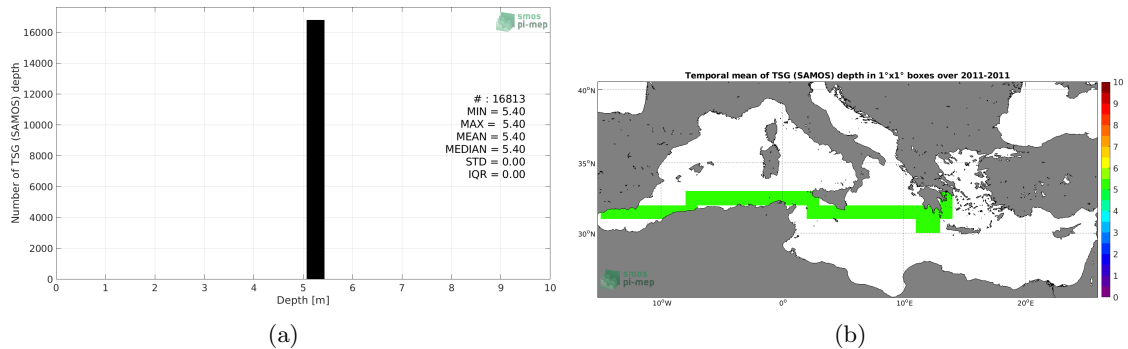 16000
14000
12000
10000
8000
6000
4000
2000
0
Number of TSG (SAMOS) depth
smos
pi-mep
# : 16813
MIN = 5.40
MAX = 5.40
MEAN = 5.40
MEDIAN = 5.40
STD = 0.00
IQR = 0.00
0 1 2 3 4 5 6 7 8 9 10
Depth [m]
(a)
Temporal mean of TSG (SAMOS) depth in 1°x1° boxes over 2011-2011
40°N
35°N
30°N
smos
pi-mep
10°W 0° 10°E 20°E
10
9
8
7
6
5
4
3
2
1
0
(b)